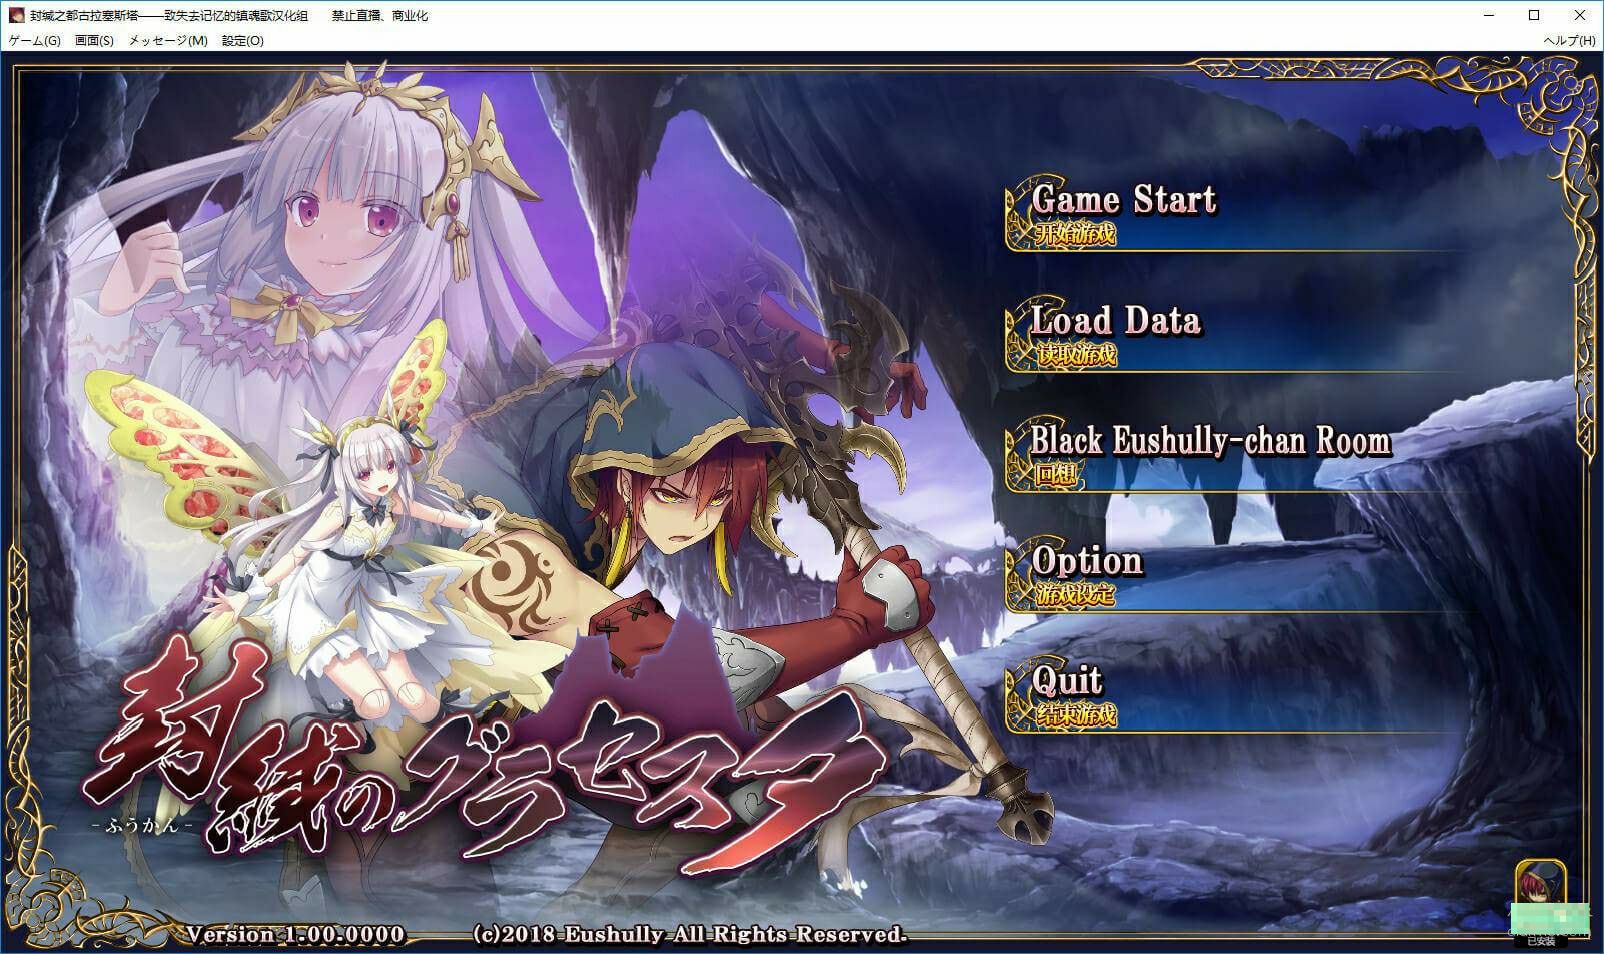 封缄之都古拉塞斯塔——致失去记忆的镇魂歌汉化组 禁止直播、商业化
ゲーム(G) 画面(S) メッセージ(M) 設定(O) ヘルプ(H)
Game Start
开始游戏
Load Data
读取游戏
Black Eushully-chan Room
回想
Option
游戏设定
Quit
结束游戏
封緘のグラセスタ
-ふうかん-
Version 1.00.0000 (c)2018 Eushully All Rights Reserved.
已安装